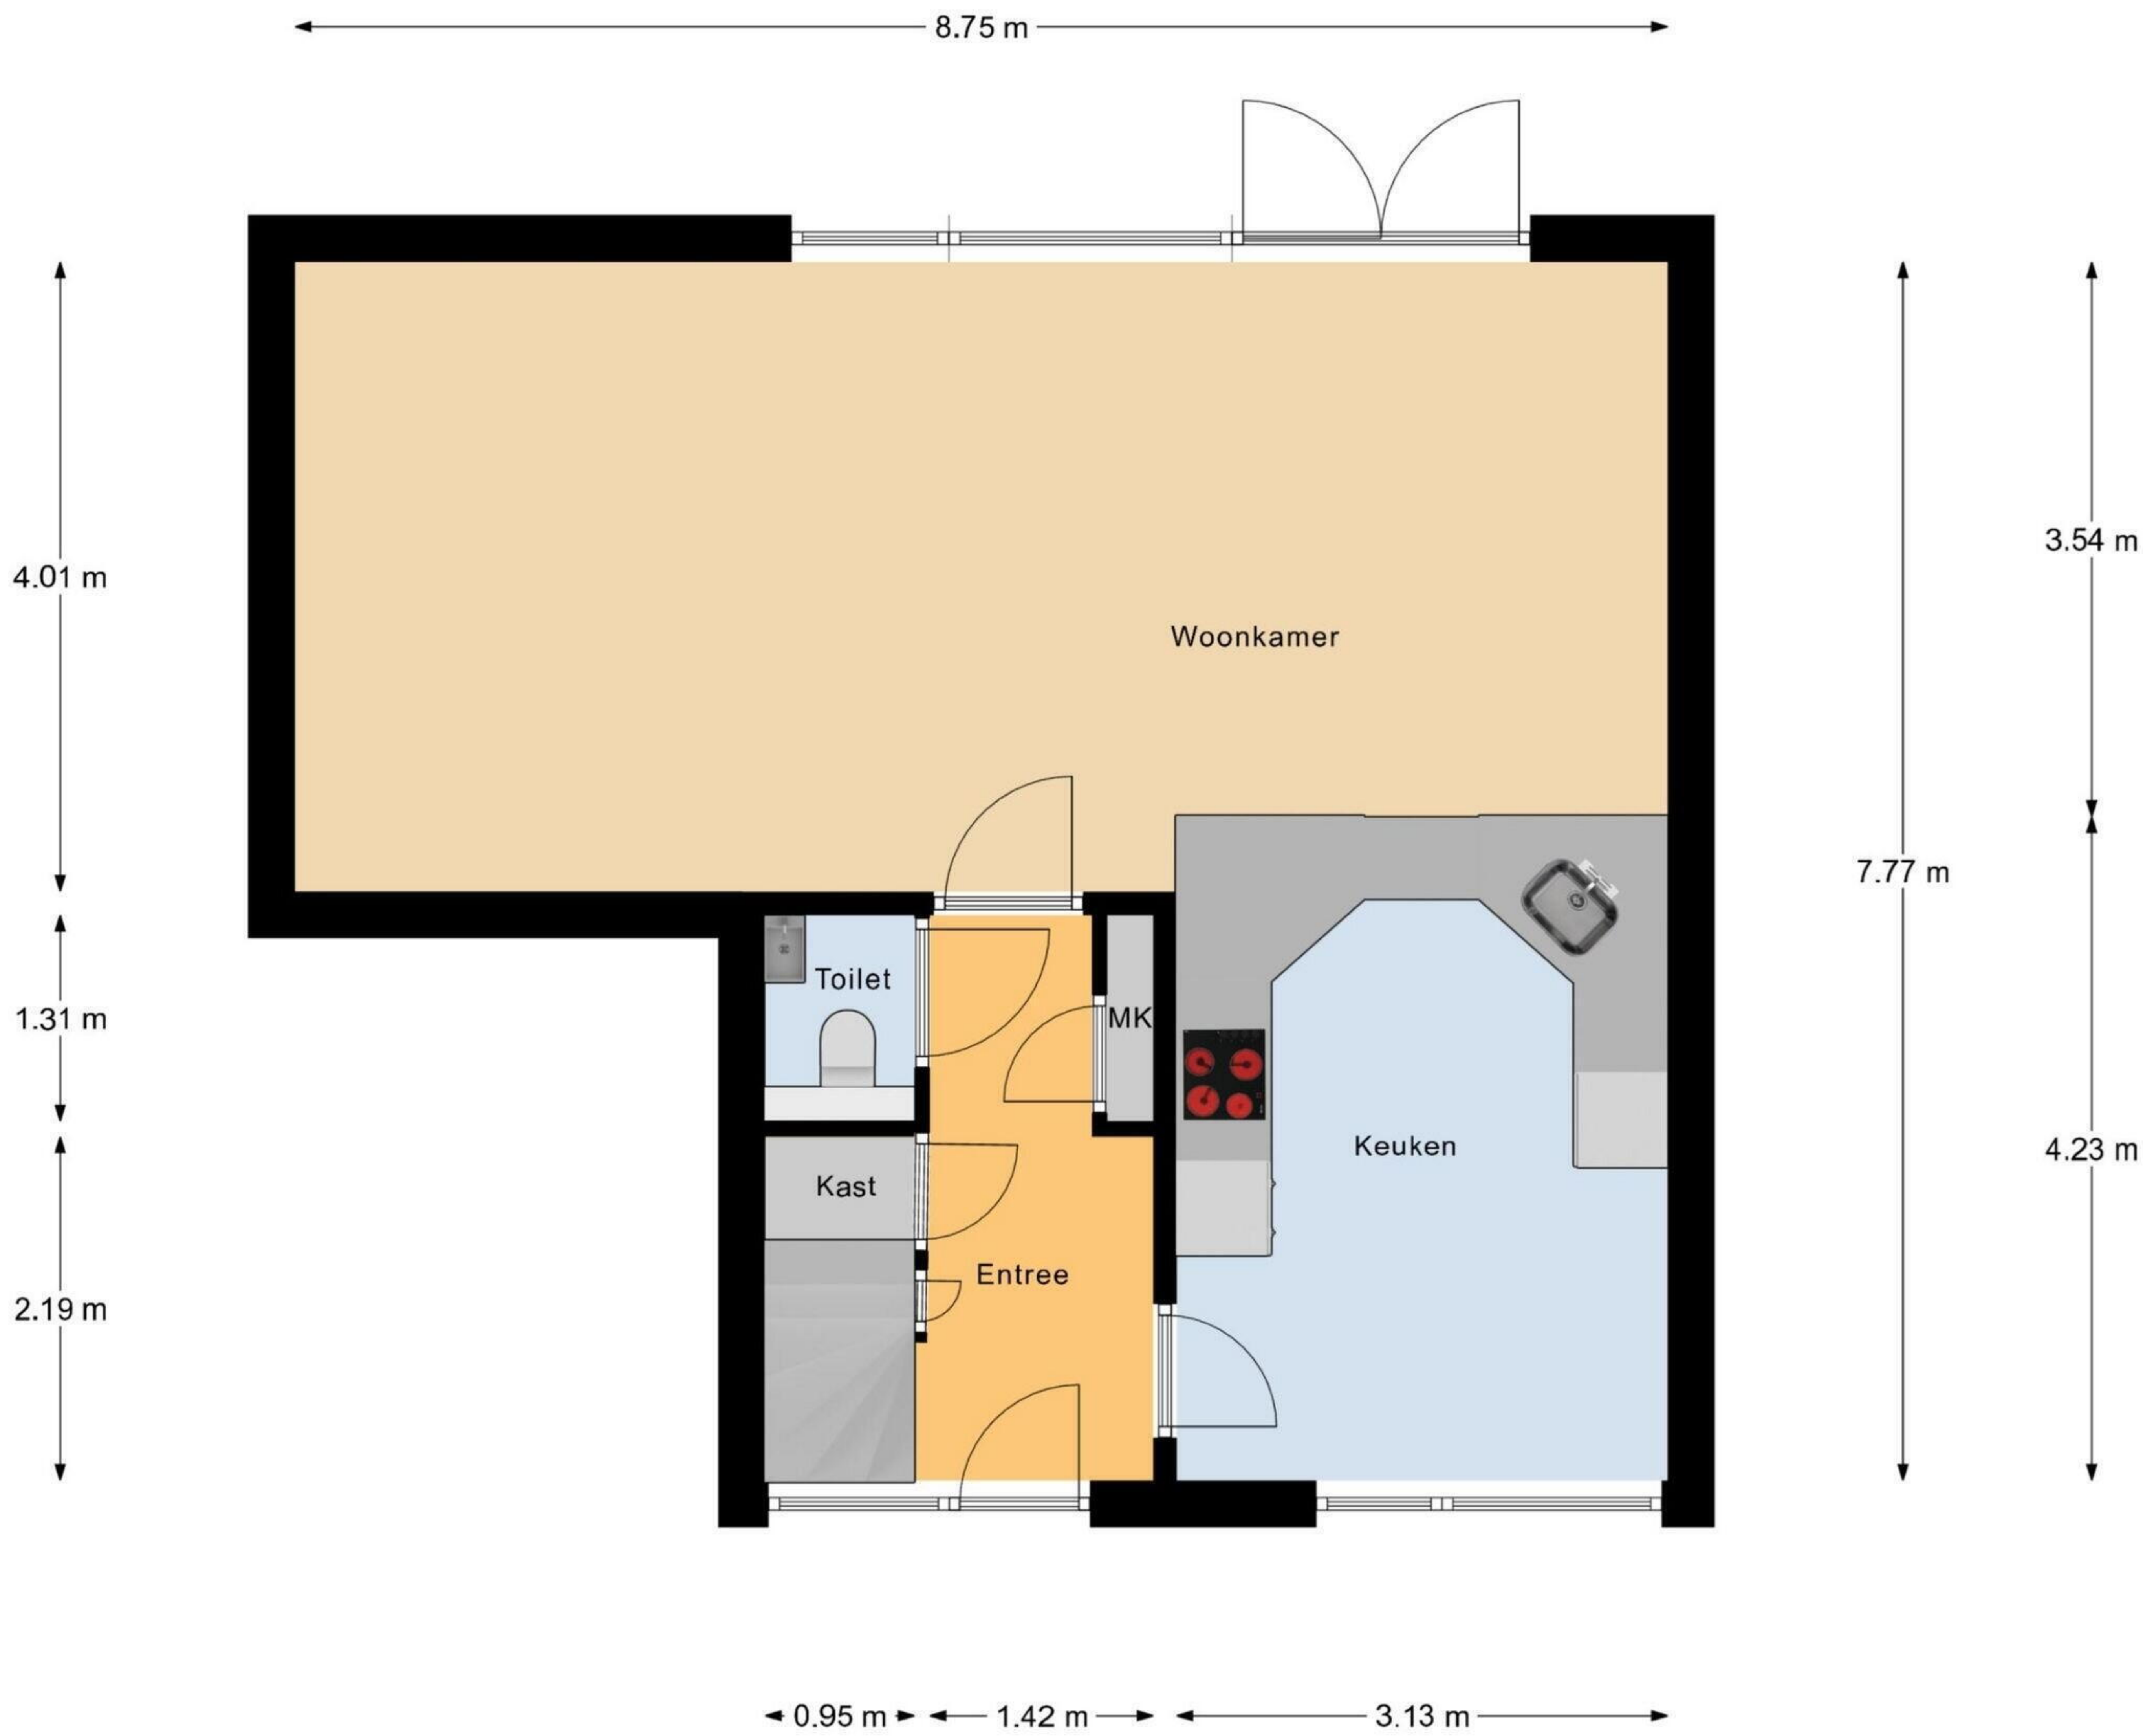 8.75 m
4.01 m
3.54 m
Woonkamer
7.77 m
Toilet
1.31 m
MK
Keuken
4.23 m
Kast
Entree
2.19 m
0.95 m
1.42 m
3.13 m